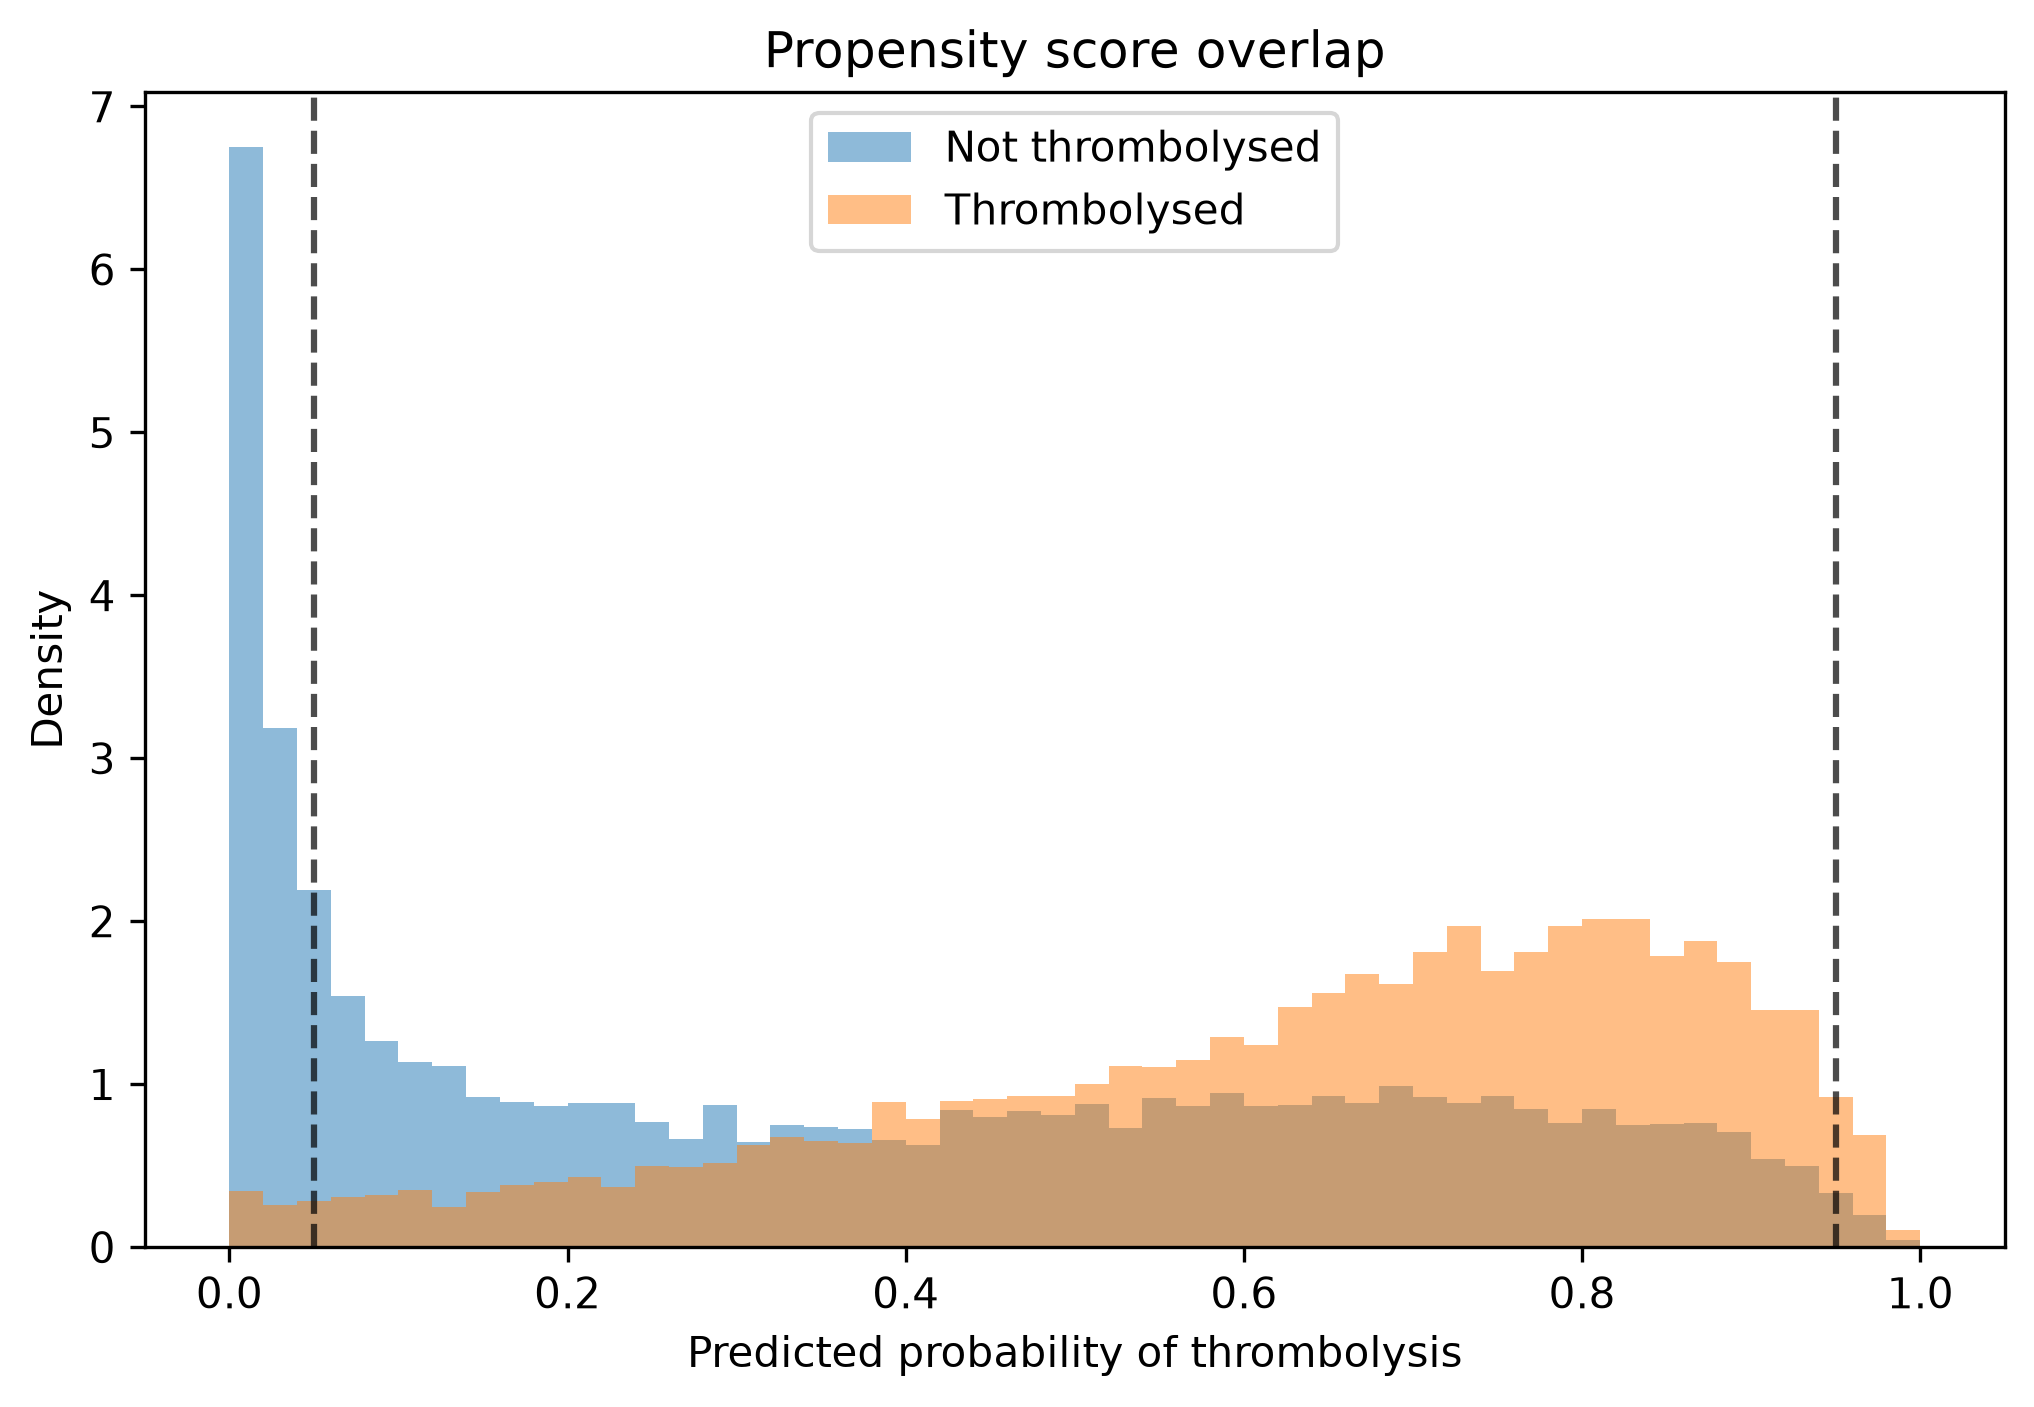 Propensity score overlap
Not thrombolysed
Thrombolysed
7
6
5
4
3
2
1
0
Density
0.0 0.2 0.4 0.6 0.8 1.0
Predicted probability of thrombolysis